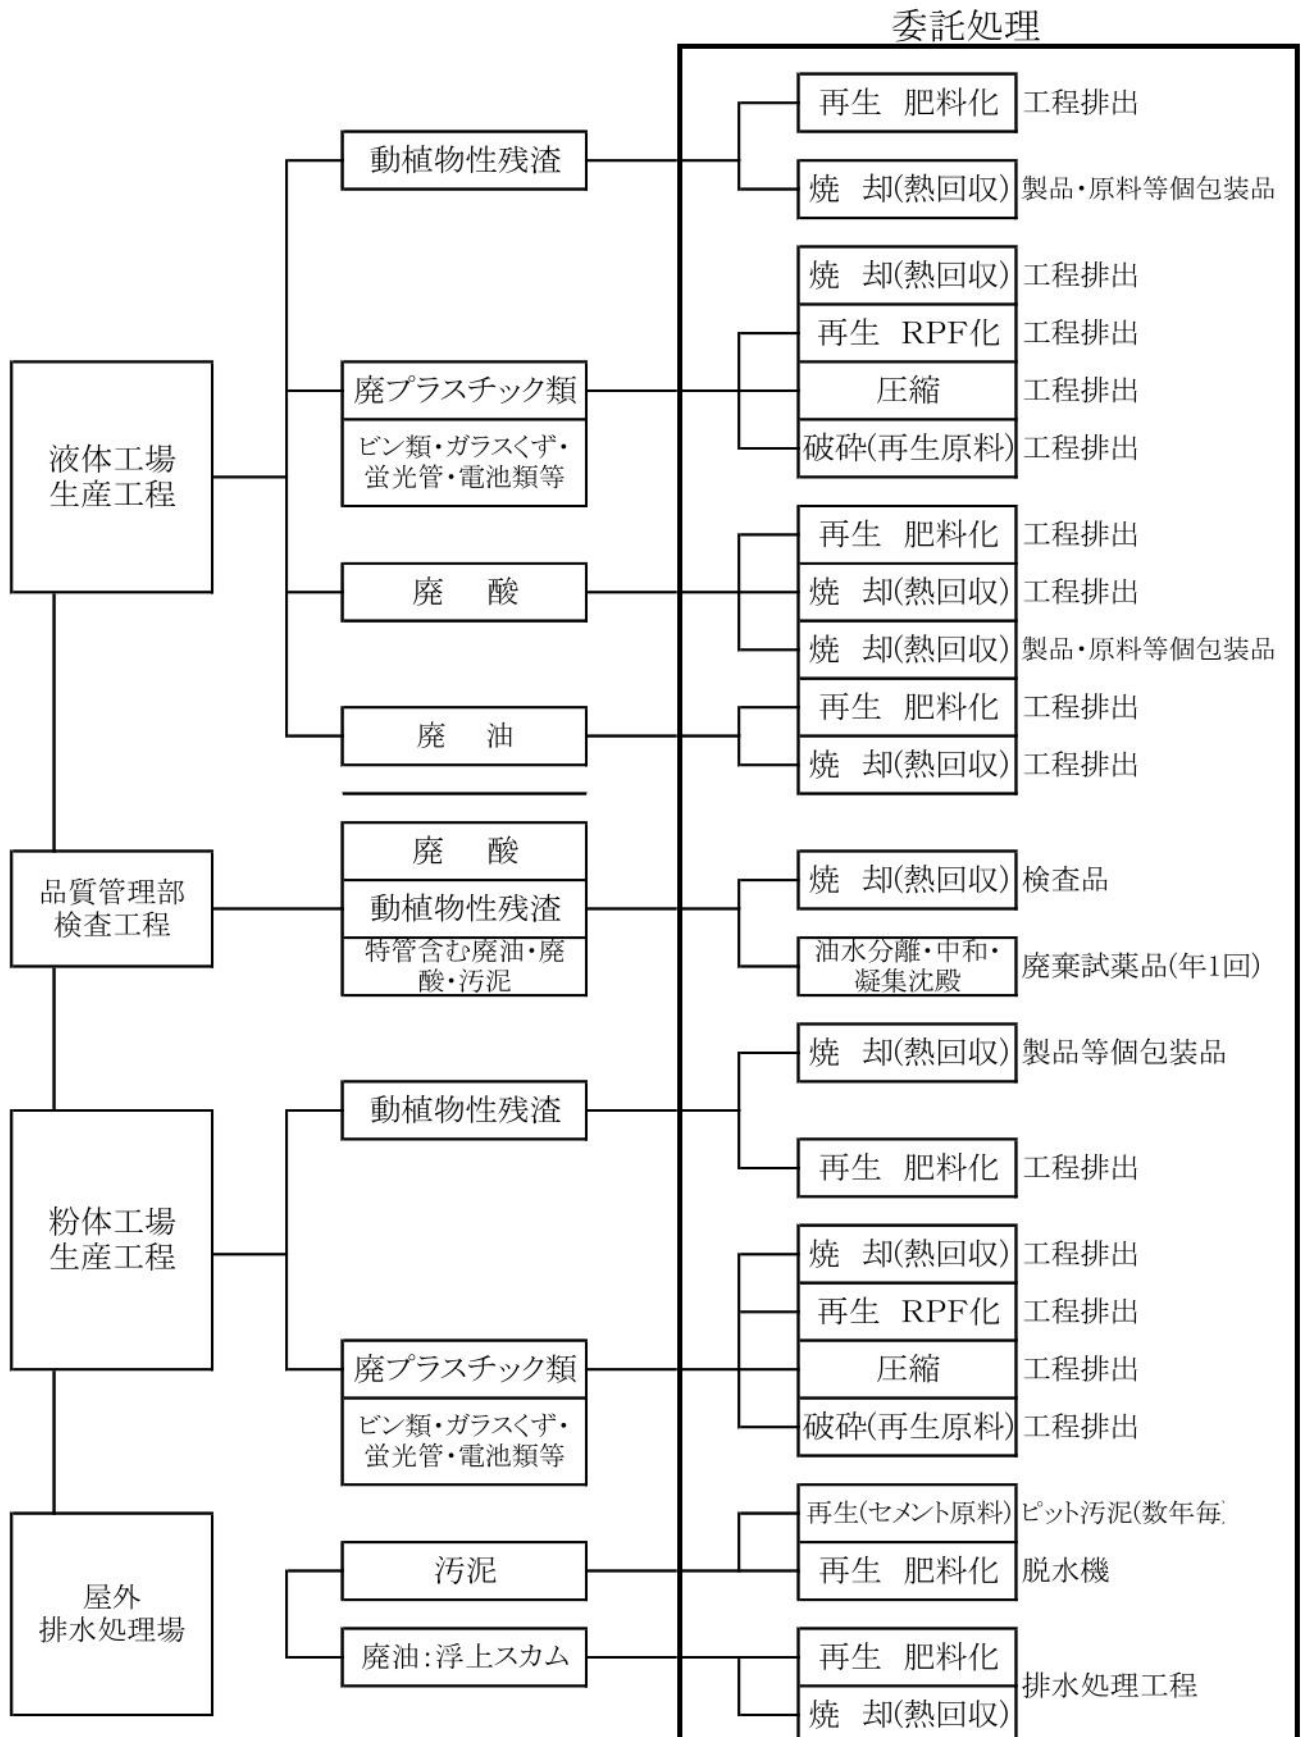 委託処理
再生 肥料化 工程排出
動植物性残渣
焼 却(熱回収) 製品・原料等個包装品
焼 却(熱回収) 工程排出
再生 RPF化 工程排出
廃プラスチック類
圧縮 工程排出
ビン類・ガラスくず・
蛍光管・電池類等
破砕(再生原料) 工程排出
液体工場
生産工程
再生 肥料化 工程排出
廃 酸
焼 却(熱回収) 工程排出
焼 却(熱回収) 製品・原料等個包装品
再生 肥料化 工程排出
廃 油
焼 却(熱回収) 工程排出
品質管理部
検査工程
廃 酸
動植物性残渣
特管含む廃油・廃
酸・汚泥
焼 却(熱回収) 検査品
油水分離・中和・
凝集沈殿
廃棄試薬品(年1回)
焼 却(熱回収) 製品等個包装品
動植物性残渣
再生 肥料化 工程排出
粉体工場
生産工程
焼 却(熱回収) 工程排出
再生 RPF化 工程排出
廃プラスチック類
圧縮 工程排出
ビン類・ガラスくず・
蛍光管・電池類等
破砕(再生原料) 工程排出
再生(セメント原料) ピット汚泥(数年毎)
汚泥
再生 肥料化 脱水機
屋外
排水処理場
廃油:浮上スカム
再生 肥料化
排水処理工程
焼 却(熱回収)